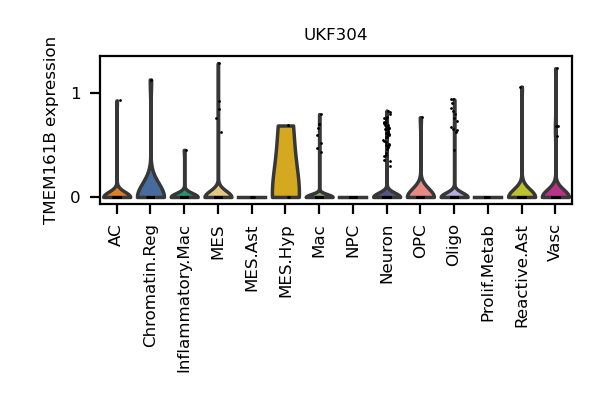 UKF304
TMEM161B expression
1
0
AC
Chromatin.Reg
Inflammatory.Mac
MES
MES.Ast
MES.Hyp
Mac
NPC
Neuron
OPC
Oligo
Prolif.Metab
Reactive.Ast
Vasc